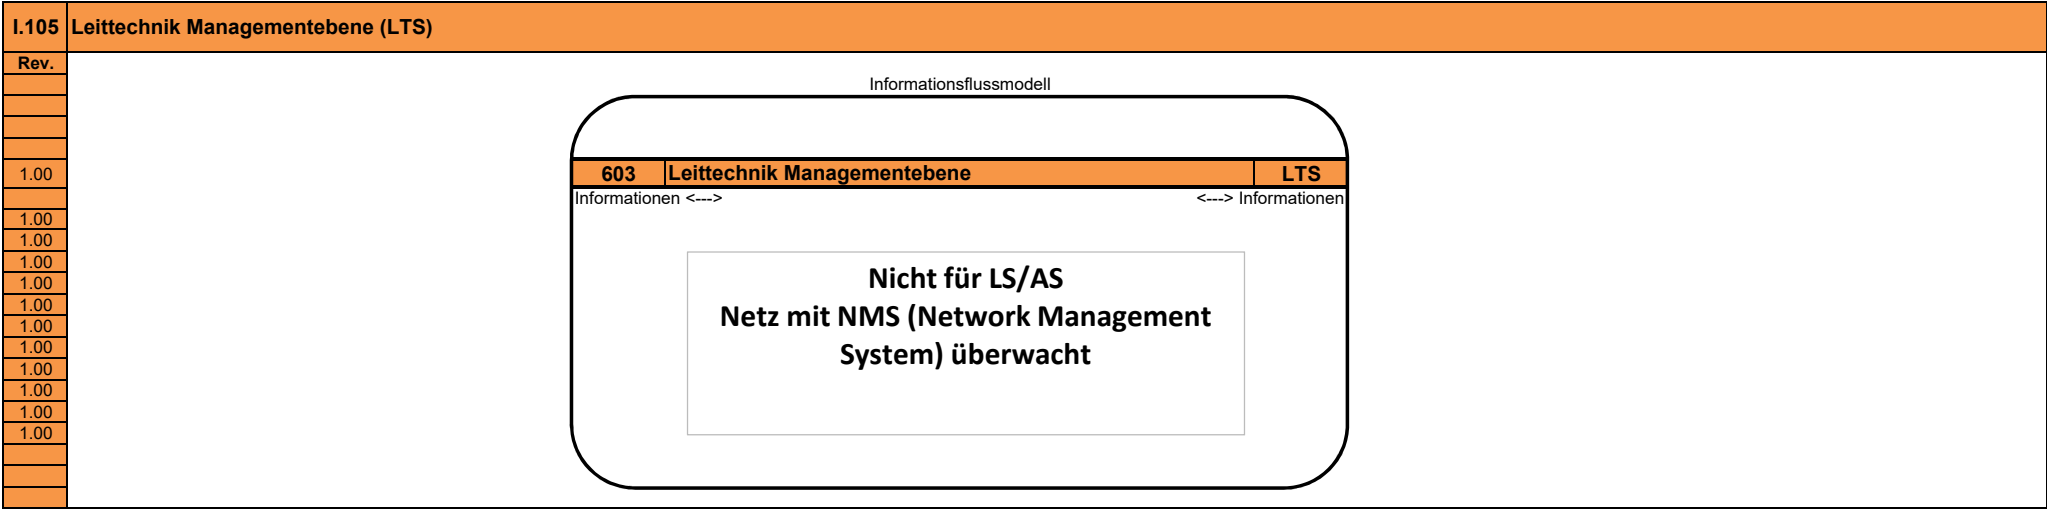 I.105 Leittechnik Managementebene (LTS)
Rev.
Informationsflussmodell
1.00 603 Leittechnik Managementebene LTS
Informationen <---> <---> Informationen
1.00
1.00
1.00
Nicht für LS/AS
1.00
1.00
Netz mit NMS (Network Management
1.00
1.00
System) überwacht
1.00
1.00
1.00
1.00